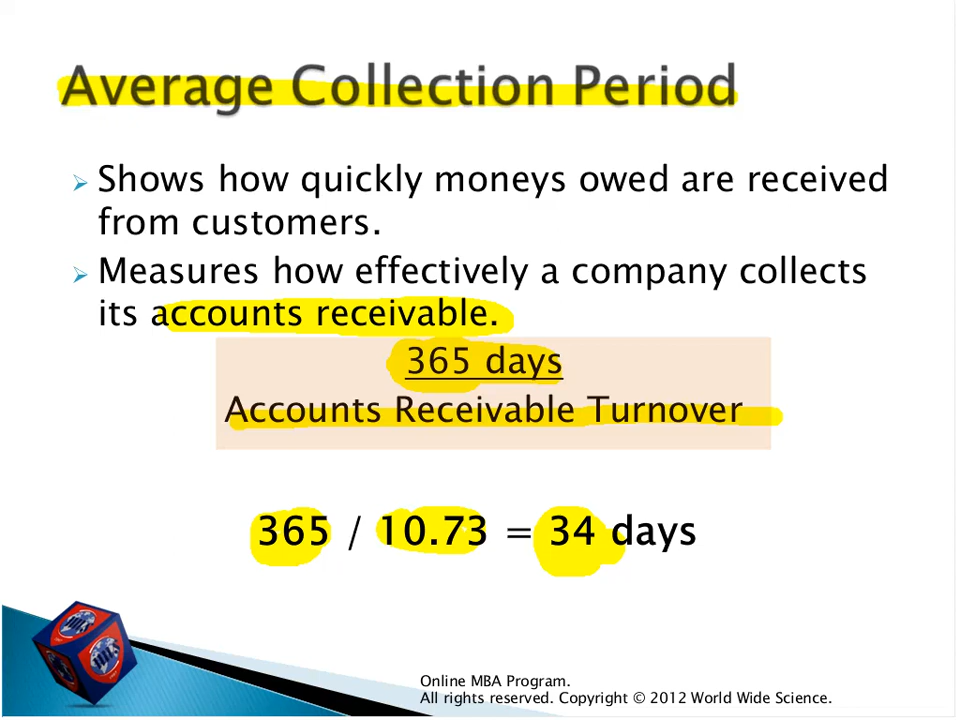 Average Collection Period
Shows how quickly moneys owed are received
from customers.
Measures how effectively a company collects
its accounts receivable.
365 days
Accounts Receivable Turnover
365 / 10.73 = 34 days
Online MBA Program.
All rights reserved. Copyright © 2012 World Wide Science.